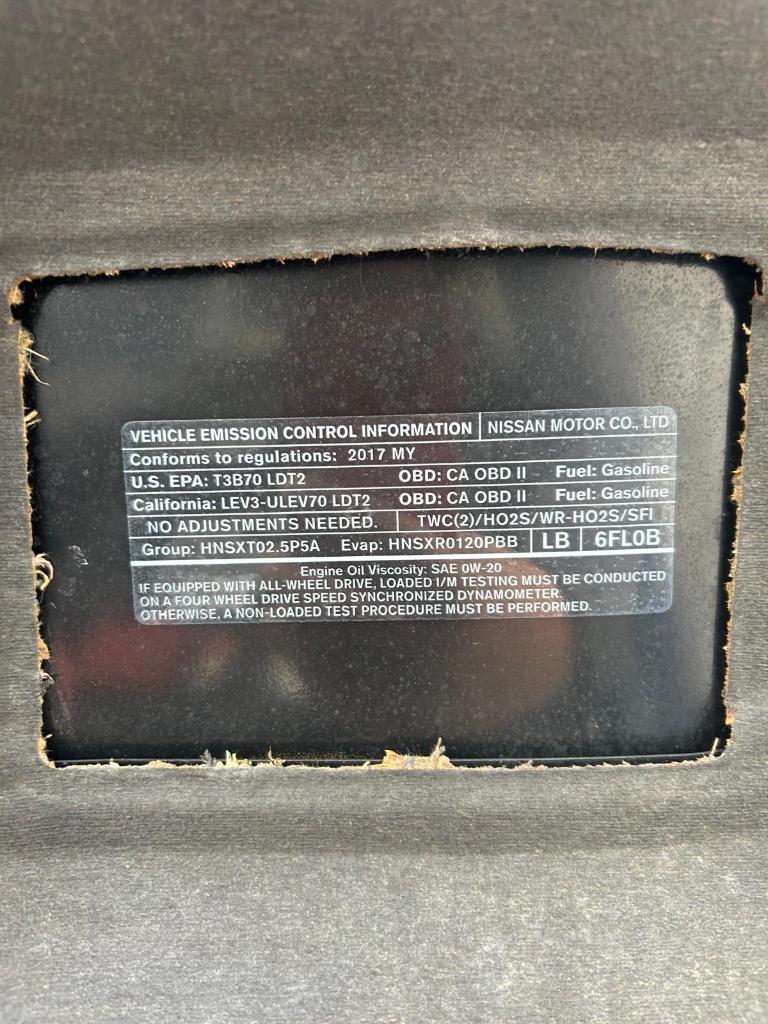 VEHICLE EMISSION CONTROL INFORMATION NISSAN MOTOR CO., LTD
Conforms to regulations: 2017 MY
U.S. EPA: T3B70 LDT2 OBD: CA OBD II Fuel: Gasoline
California: LEV3-ULEV70 LDT2 OBD: CA OBD II Fuel: Gasoline
NO ADJUSTMENTS NEEDED. TWC(2)/HO2S/WR-HO2S/SFI
Group: HNSXT02.5P5A Evap: HNSXR0120PBB LB 6FL0B
Engine Oil Viscosity: SAE 0W-20
IF EQUIPPED WITH ALL-WHEEL DRIVE, LOADED I/M TESTING MUST BE CONDUCTED
ON A FOUR WHEEL DRIVE SPEED SYNCHRONIZED DYNAMOMETER.
OTHERWISE, A NON-LOADED TEST PROCEDURE MUST BE PERFORMED.